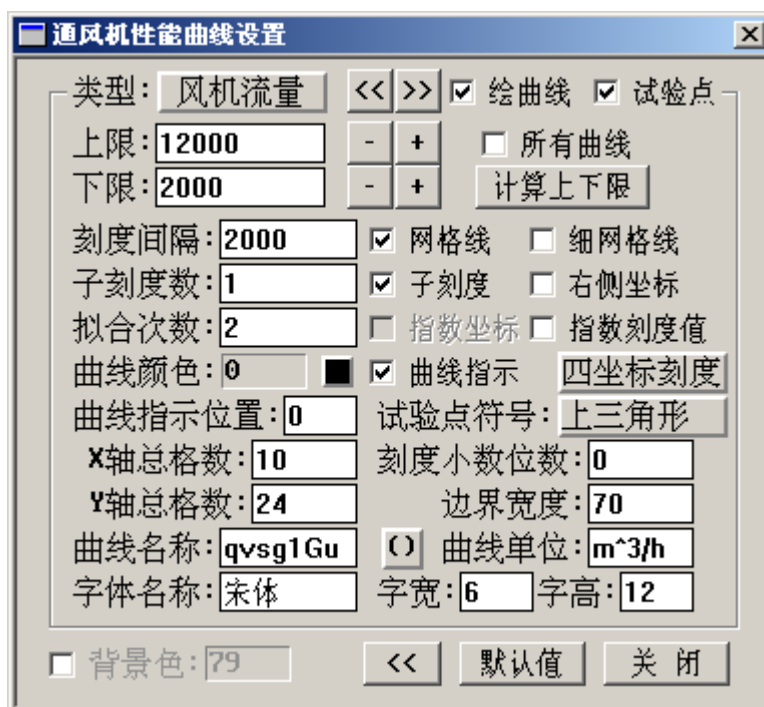 通风机性能曲线设置
类型: 风机流量 << >> 绘曲线 试验点
上限: 12000 - + 所有曲线
下限: 2000 - + 计算上下限
刻度间隔: 2000 网格线 细网格线
子刻度数: 1 子刻度 右侧坐标
拟合次数: 2 指数坐标 指数刻度值
曲线颜色: 0 曲线指示 四坐标刻度
曲线指示位置: 0 试验点符号: 上三角形
X轴总格数: 10 刻度小数位数: 0
Y轴总格数: 24 边界宽度: 70
曲线名称: qvsg1Gu () 曲线单位: m^3/h
字体名称: 宋体 字宽: 6 字高: 12
背景色: 79 << 默认值 关 闭